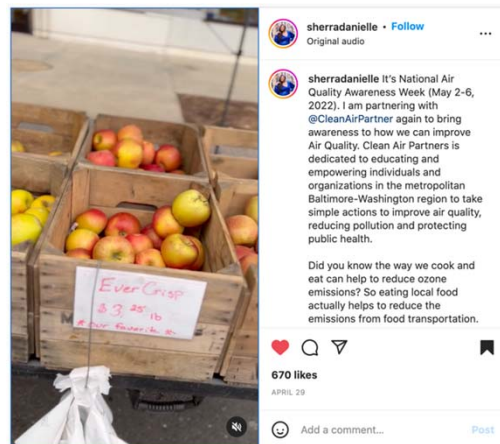 Ever Crisp
$3.25 lb
* our favorite *
sherradanielle • Follow
Original audio
sherradanielle It's National Air
Quality Awareness Week (May 2-6,
2022). I am partnering with
@CleanAirPartner again to bring
awareness to how we can improve
Air Quality. Clean Air Partners is
dedicated to educating and
empowering individuals and
organizations in the metropolitan
Baltimore-Washington region to take
simple actions to improve air quality,
reducing pollution and protecting
public health.
Did you know the way we cook and
eat can help to reduce ozone
emissions? So eating local food
actually helps to reduce the
emissions from food transportation.
670 likes
APRIL 29
Add a comment...
Post